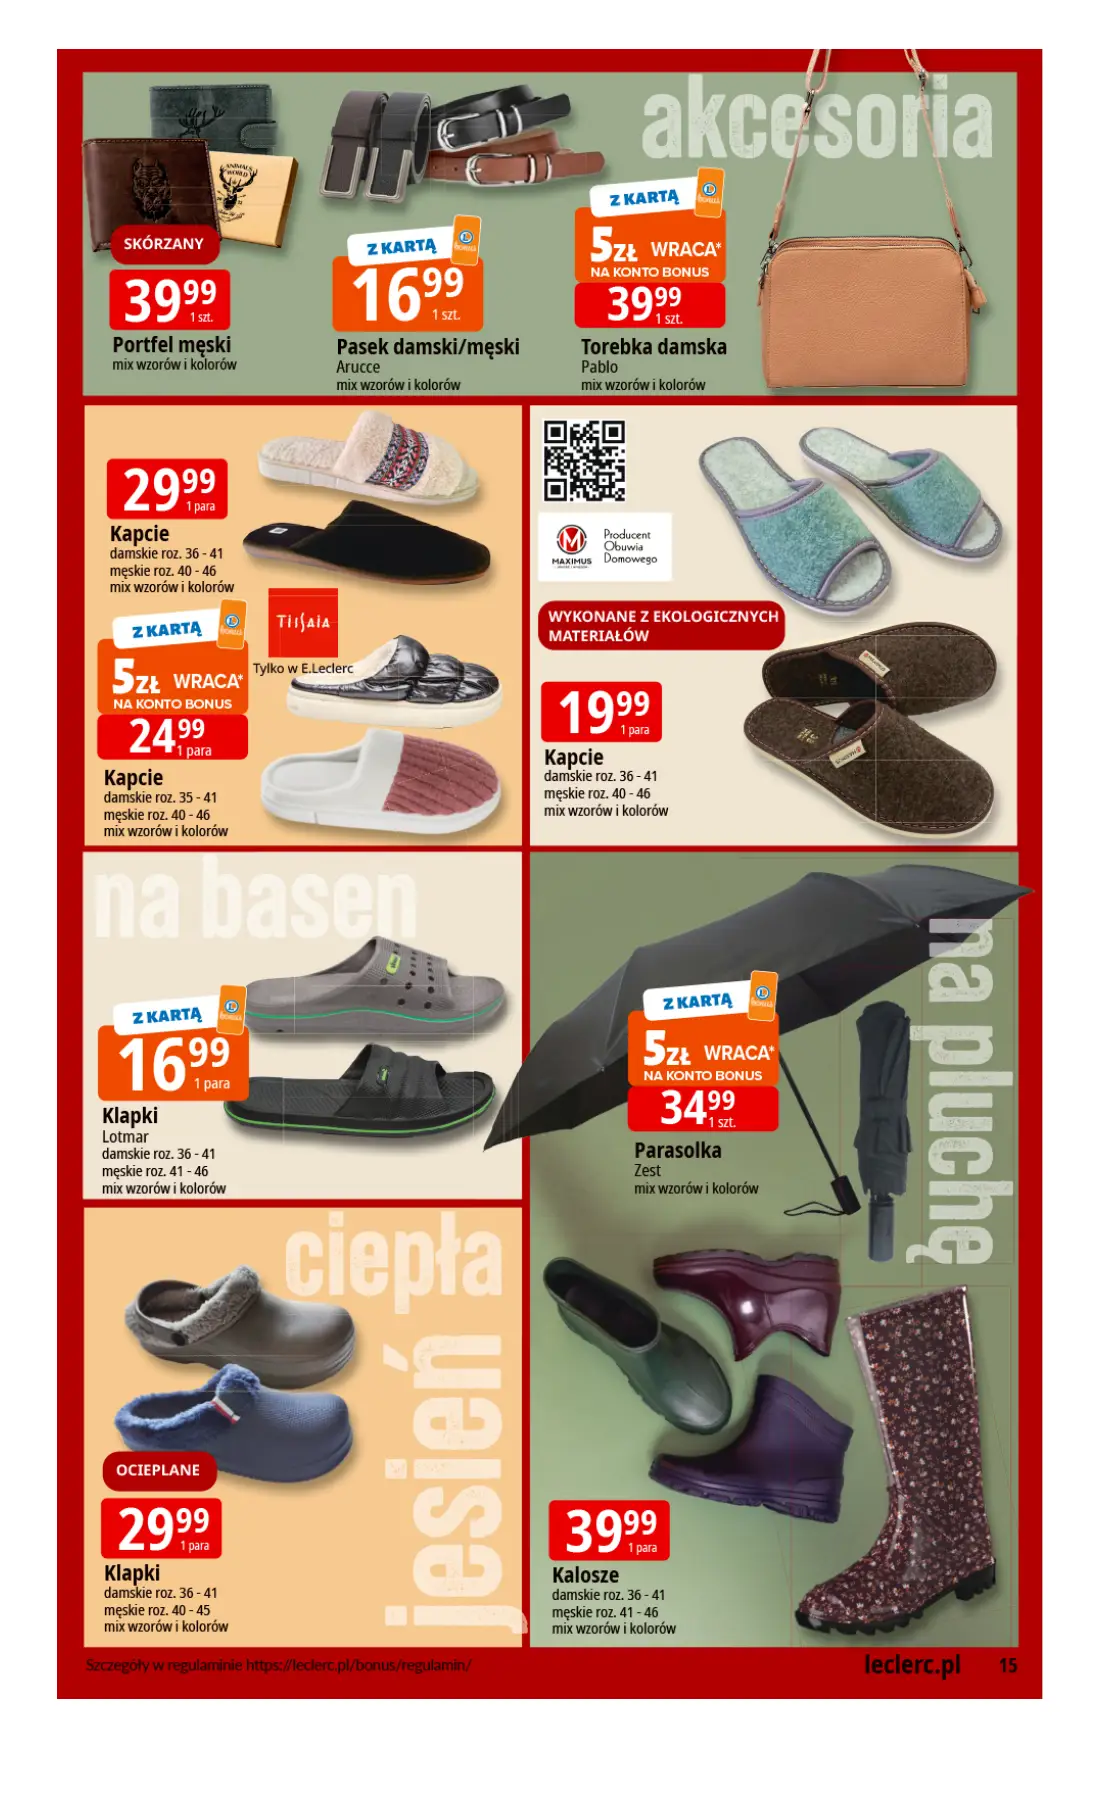 akcesoria
ANIMALS
WORLD
SKÓRZANY
39 99
1 szt.
Portfel męski
mix wzorów i kolorów
Z KARTĄ
16 99
1 szt.
Pasek damski/męski
Arucce
mix wzorów i kolorów
Z KARTĄ
5 ZŁ WRACA*
NA KONTO BONUS
39 99
1 szt.
Torebka damska
Pablo
mix wzorów i kolorów
29 99
1 para
Kapcie
damskie roz. 36 - 41
męskie roz. 40 - 46
mix wzorów i kolorów
Z KARTĄ
5 ZŁ WRACA*
NA KONTO BONUS
24 99
1 para
Kapcie
damskie roz. 35 - 41
męskie roz. 40 - 46
mix wzorów i kolorów
Tissaia
Tylko w E.Leclerc
MAXIMUS
Producent
Obuwia
Domowego
WYKONANE Z EKOLOGICZNYCH
MATERIAŁÓW
19 99
1 para
Kapcie
damskie roz. 36 - 41
męskie roz. 40 - 46
mix wzorów i kolorów
na basen
Z KARTĄ
16 99
1 para
Klapki
Lotmar
damskie roz. 36 - 41
męskie roz. 41 - 46
mix wzorów i kolorów
na pluchę
Z KARTĄ
5 ZŁ WRACA*
NA KONTO BONUS
34 99
1 szt.
Parasolka
Zest
mix wzorów i kolorów
ciepła
jesień
OCIEPLANE
29 99
1 para
Klapki
damskie roz. 36 - 41
męskie roz. 40 - 45
mix wzorów i kolorów
39 99
1 para
Kalosze
damskie roz. 36 - 41
męskie roz. 41 - 46
mix wzorów i kolorów
Szczegóły w regulaminie https://leclerc.pl/bonus/regulamin/
leclerc.pl 15